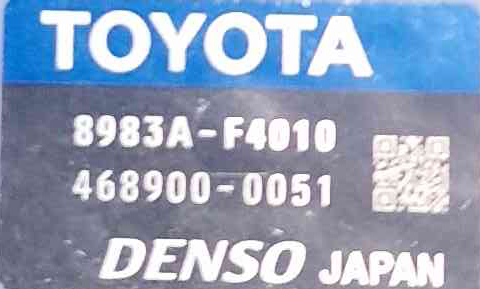 TOYOTA
8983A-F4010
468900-0051
DENSO JAPAN